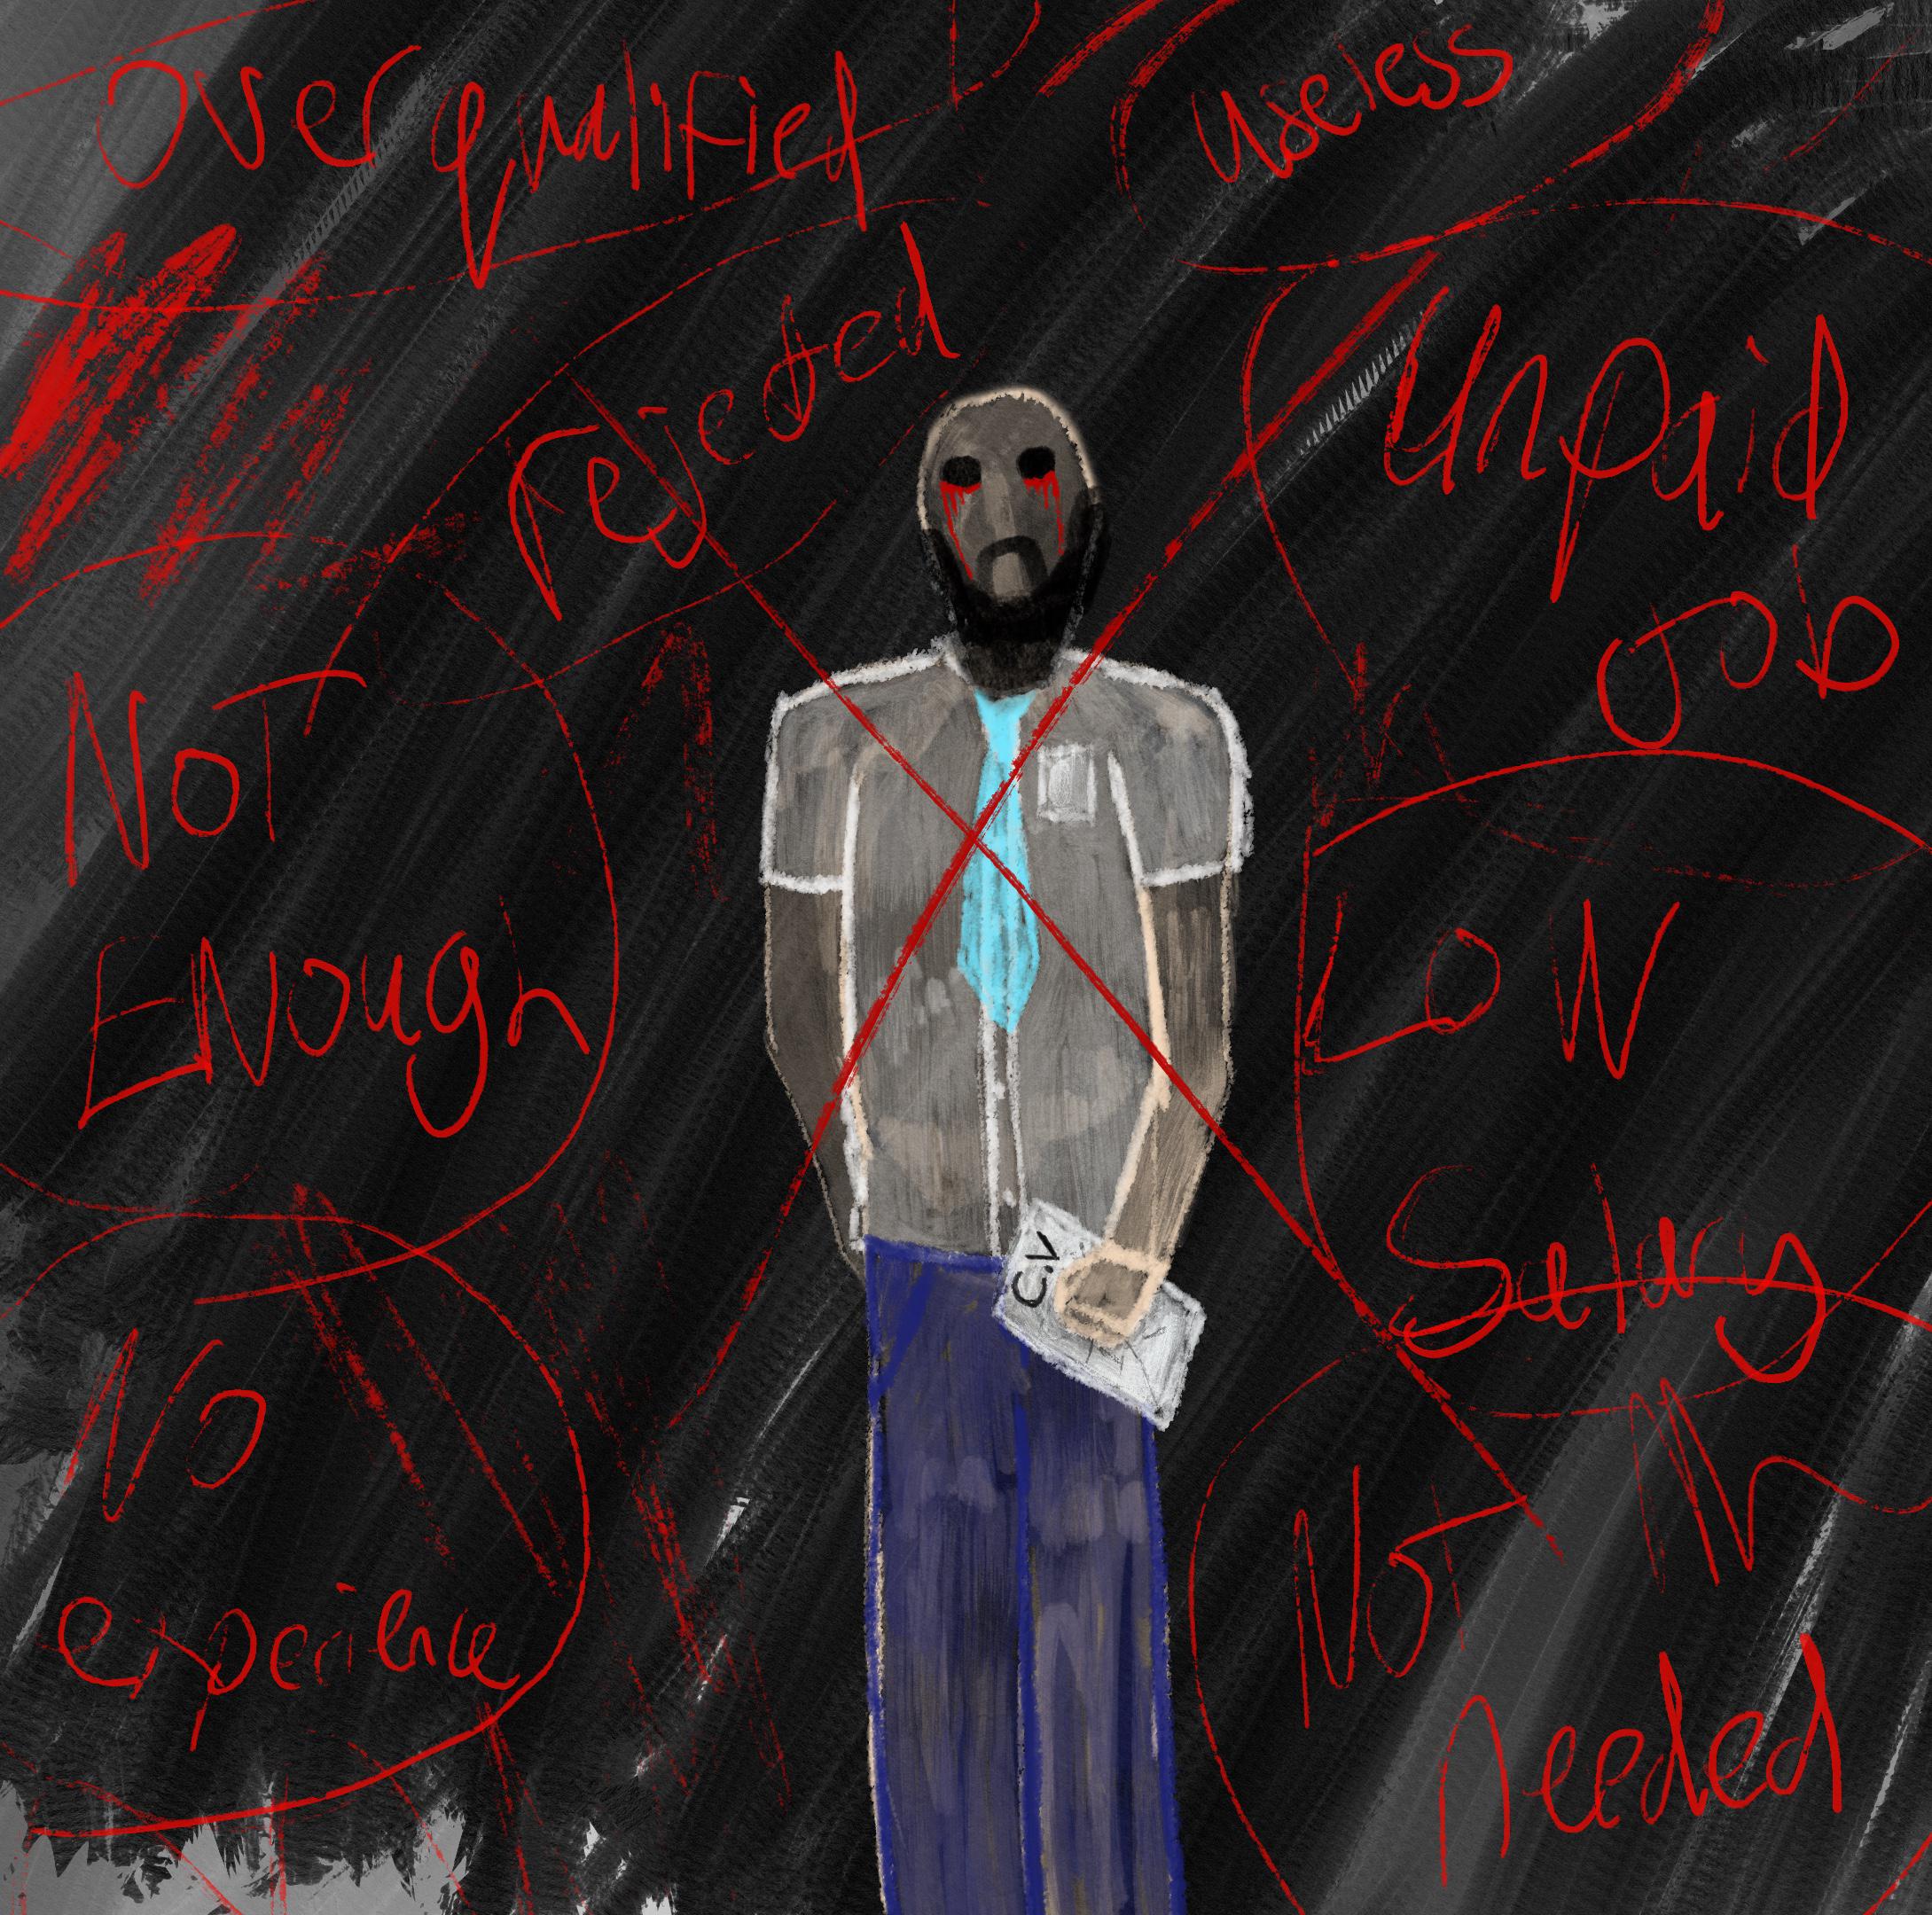 Over qualified
useless
rejected
Unpaid
JOB
NOT
ENough
LOW
Salary
C.V
NO
experience
NOT
needed